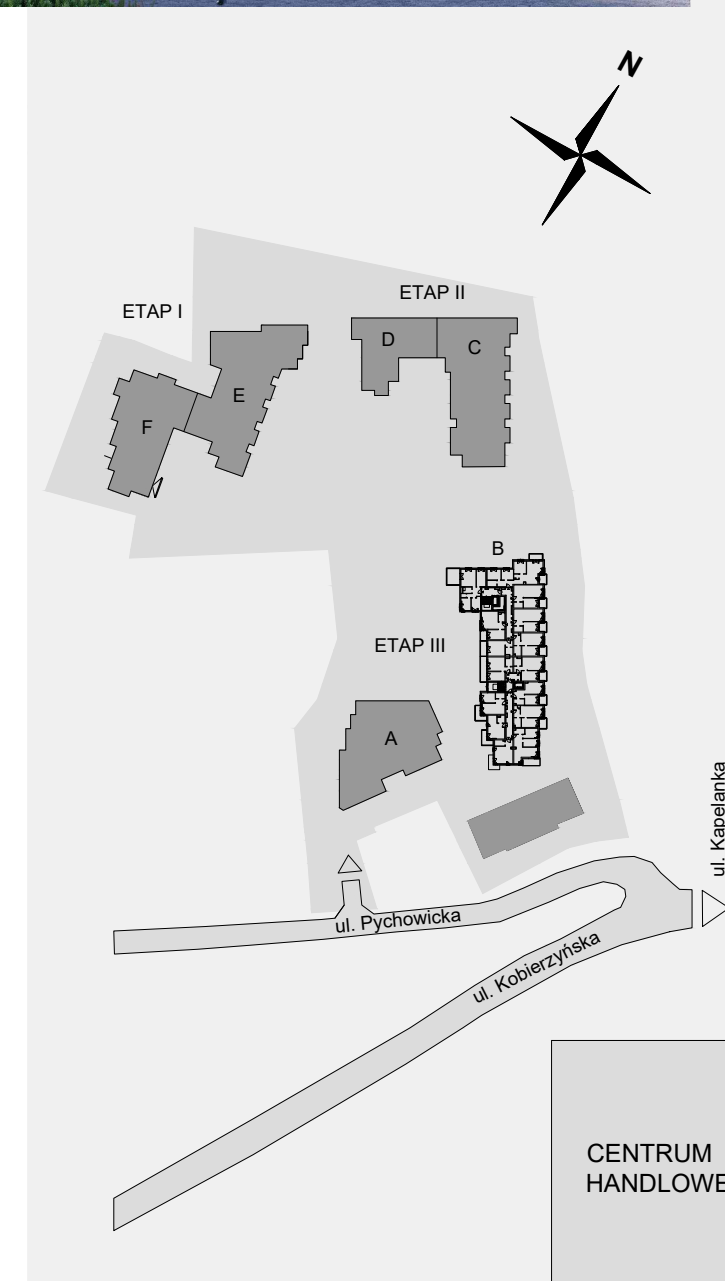 N
ETAP II
ETAP I
D
C
E
F
B
ETAP III
A
ul. Kapelanka
ul. Pychowicka
ul. Kobierzyńska
CENTRUM
HANDLOWE